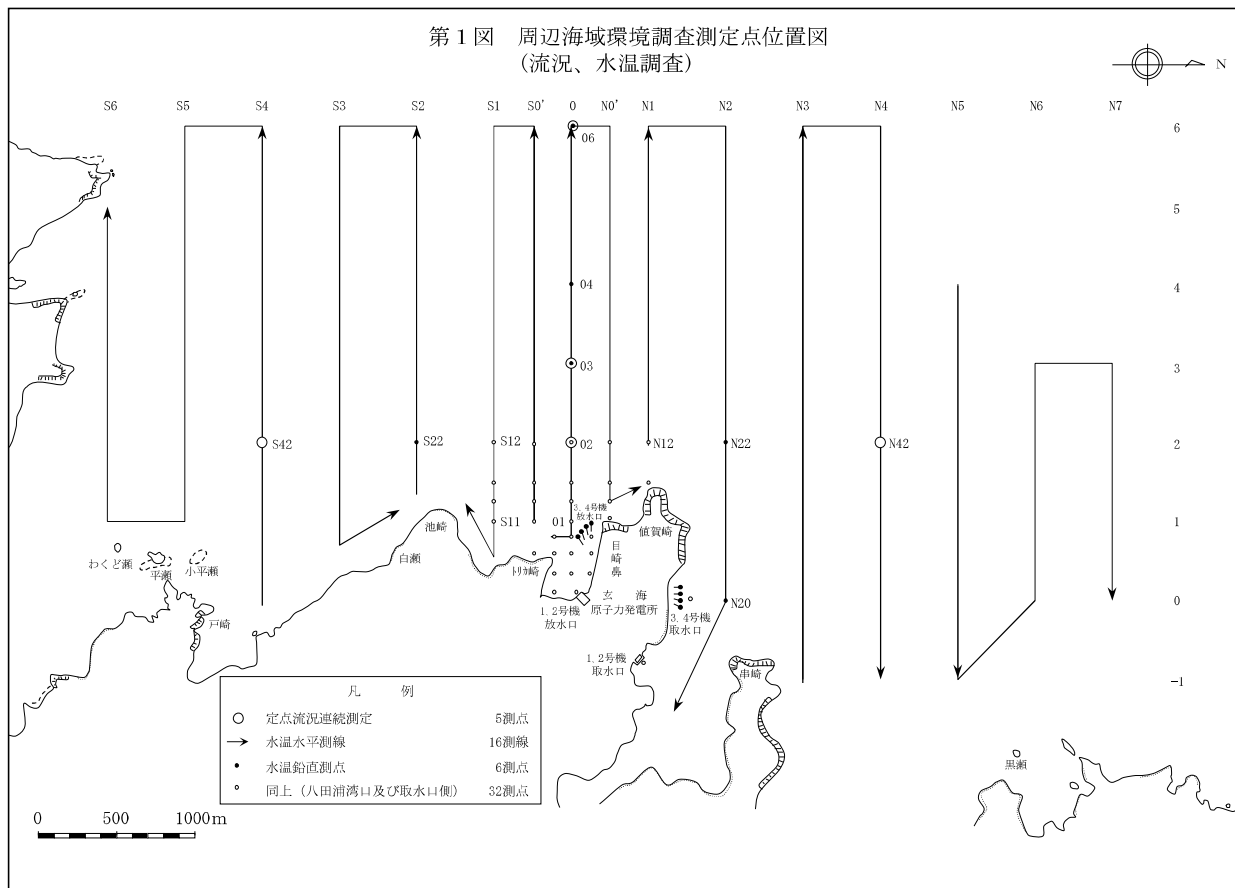 第1図　周辺海域環境調査測定点位置図
(流況、水温調査)
N
S6 S5 S4 S3 S2 S1 S0' 0 N0' N1 N2 N3 N4 N5 N6 N7
06
6
5
04
4
03
3
S42
S22
S12
02
N12
N22
N42
2
S11
01
3.4号機
放水口
1
池崎
値賀崎
白瀬
ﾄﾘｶ崎
目崎鼻
わくど瀬
平瀬
小平瀬
戸崎
1.2号機
放水口
玄海
原子力発電所
3.4号機
取水口
N20
0
1.2号機
取水口
串崎
-1
黒瀬
凡　例
定点流況連続測定　5測点
水温水平測線　16測線
水温鉛直測点　6測点
同上（八田浦湾口及び取水口側）　32測点
0 500 1000m